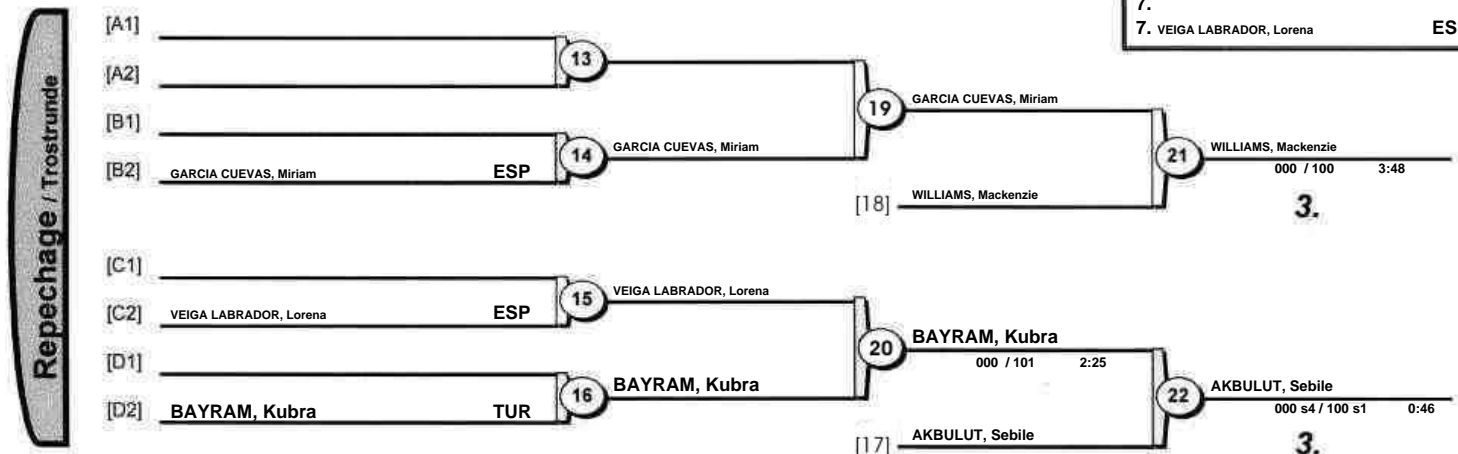 7.
7. VEIGA LABRADOR, Lorena ES
Repechage / Trostrunde
[A1]
[A2]
13
[B1]
[B2] GARCIA CUEVAS, Miriam ESP
14 GARCIA CUEVAS, Miriam
19 GARCIA CUEVAS, Miriam
[18] WILLIAMS, Mackenzie
21 WILLIAMS, Mackenzie
000 / 100 3:48
3.
[C1]
[C2] VEIGA LABRADOR, Lorena ESP
15 VEIGA LABRADOR, Lorena
[D1]
[D2] BAYRAM, Kubra TUR
16 BAYRAM, Kubra
20 BAYRAM, Kubra
000 / 101 2:25
[17] AKBULUT, Sebile
22 AKBULUT, Sebile
000 s4 / 100 s1 0:46
3.